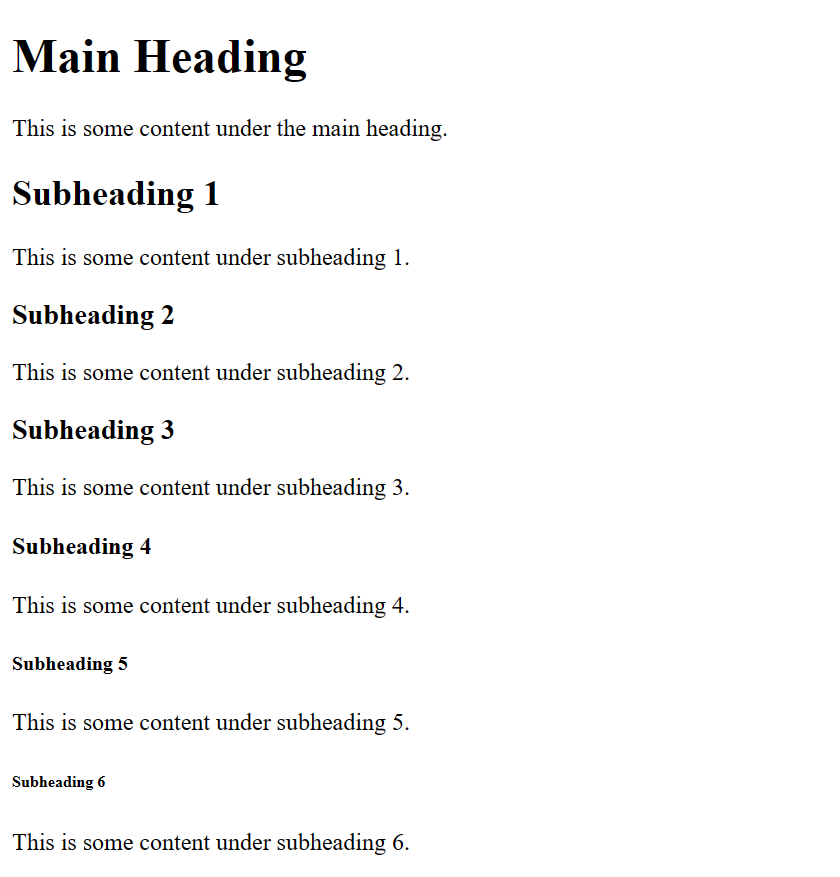 Main Heading
This is some content under the main heading.
Subheading 1
This is some content under subheading 1.
Subheading 2
This is some content under subheading 2.
Subheading 3
This is some content under subheading 3.
Subheading 4
This is some content under subheading 4.
Subheading 5
This is some content under subheading 5.
Subheading 6
This is some content under subheading 6.